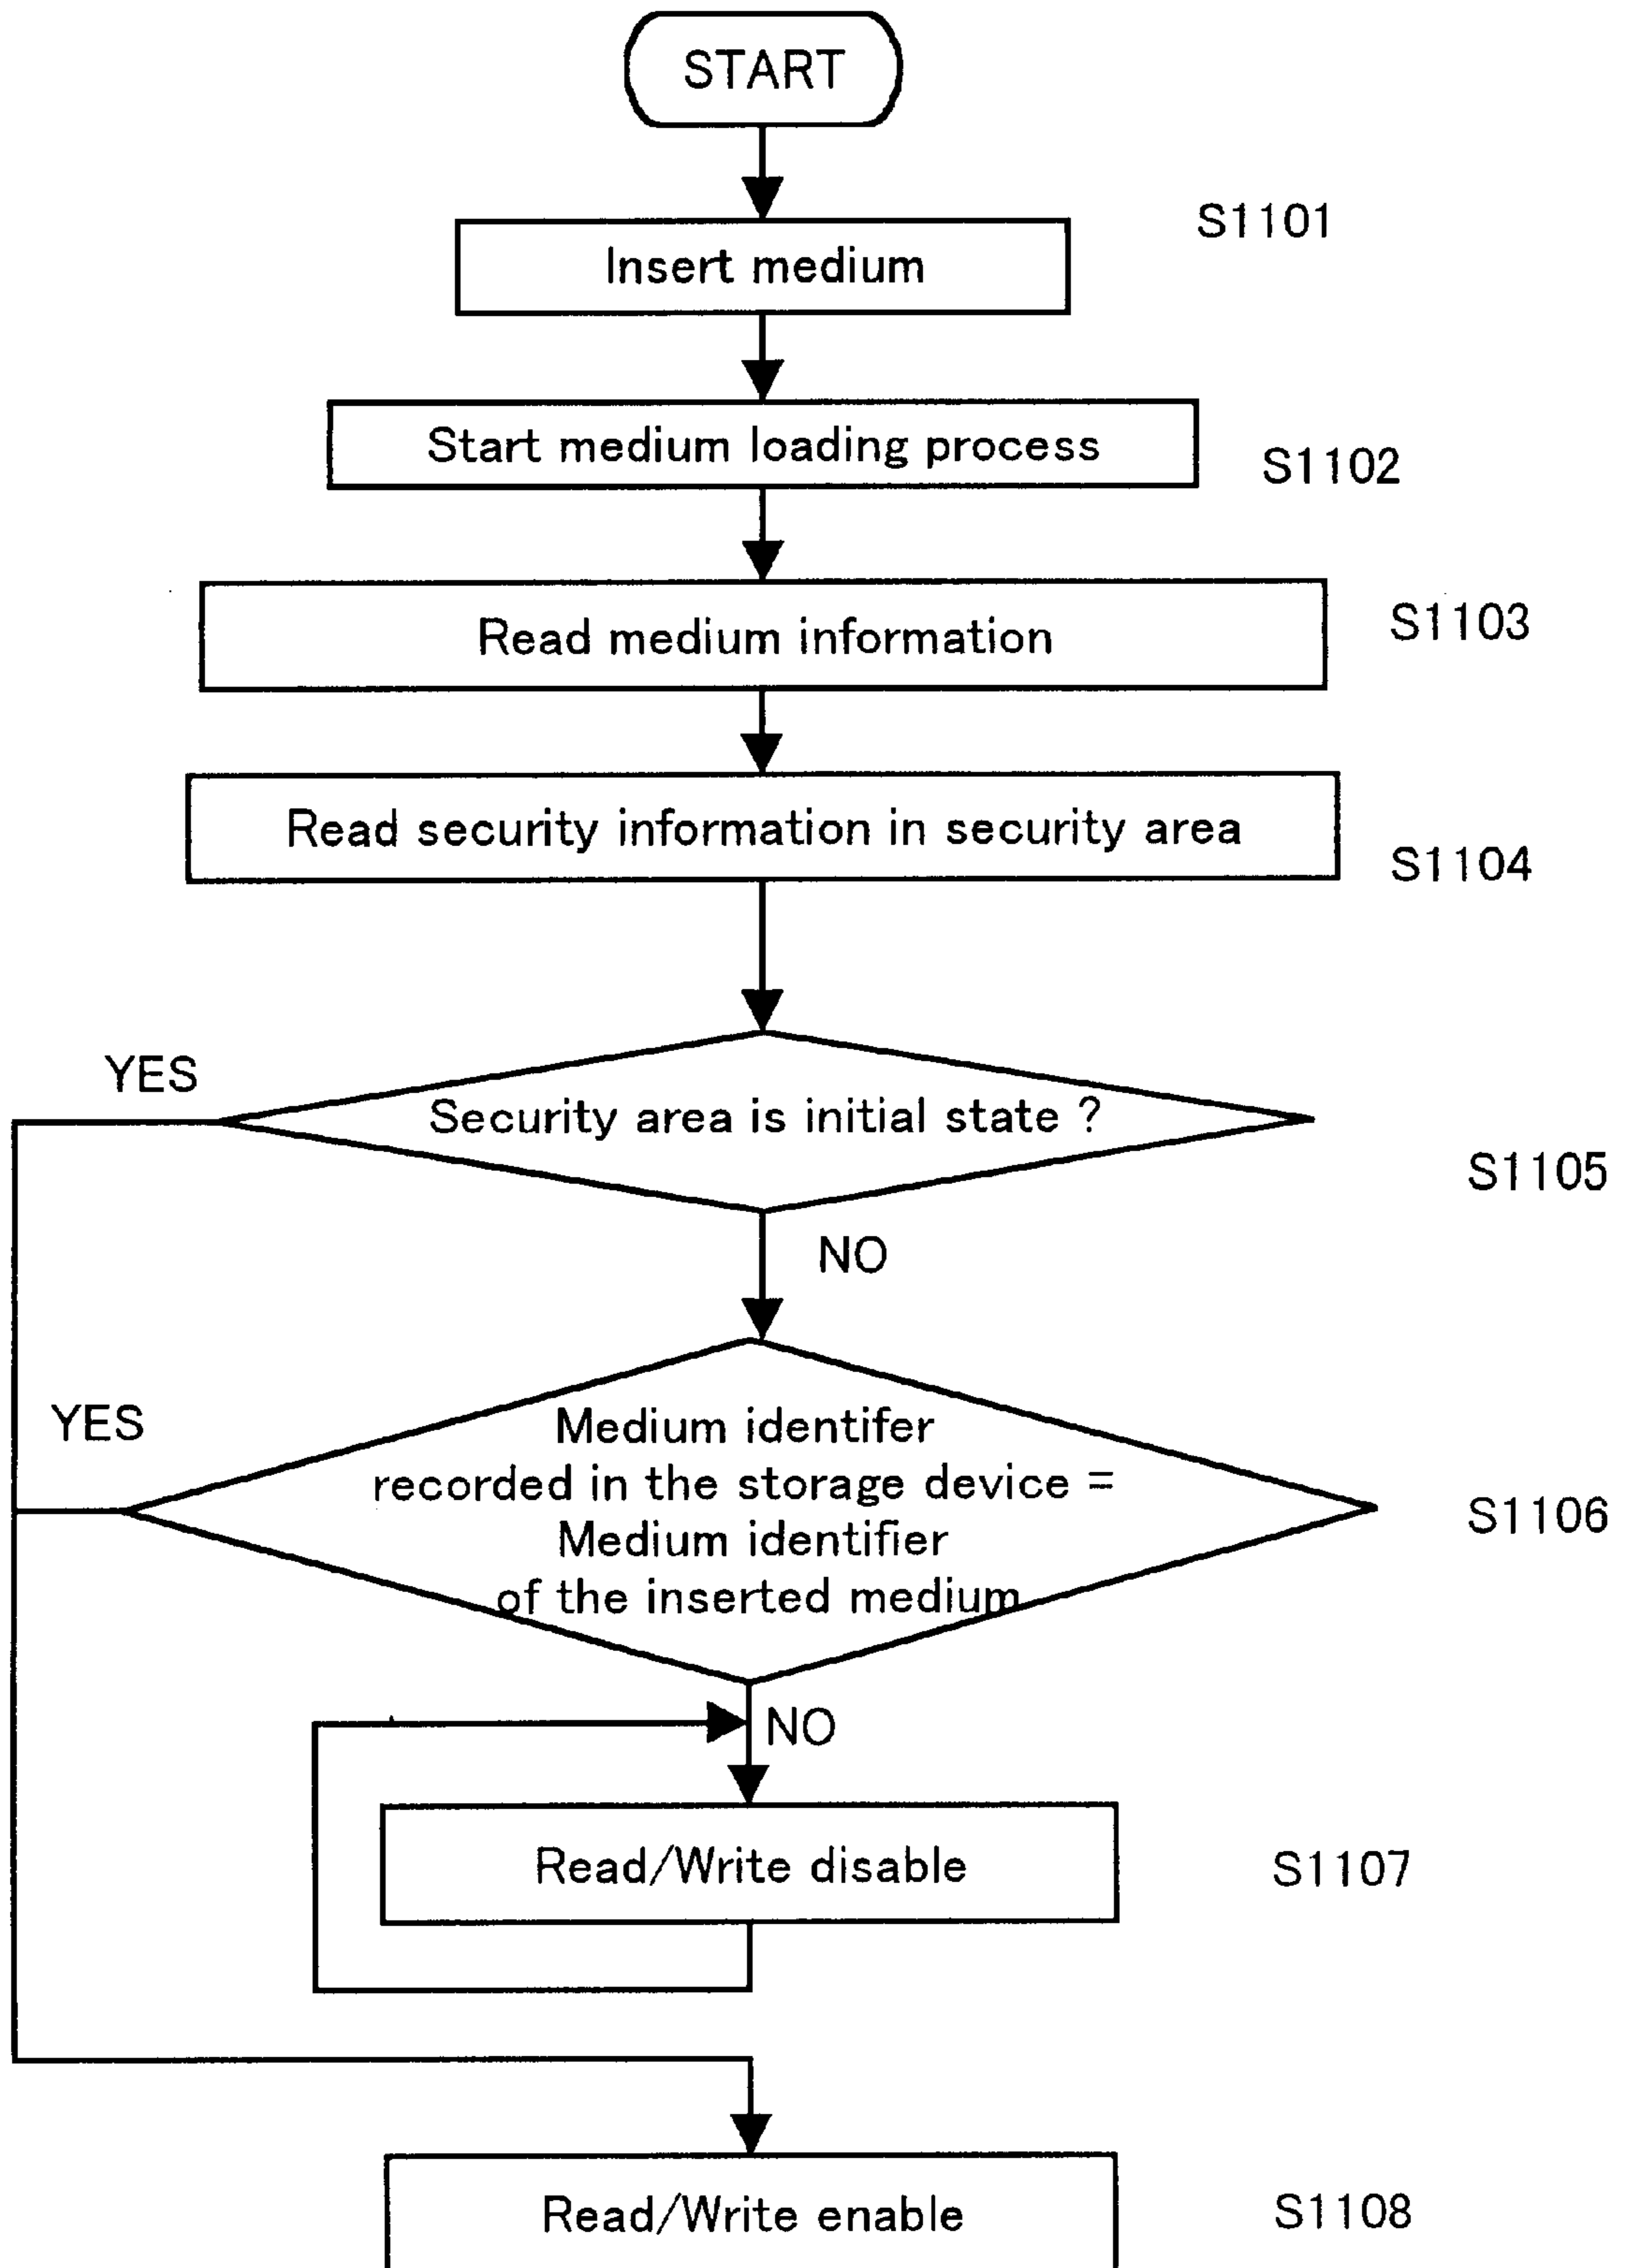 START
Insert medium
S1101
Start medium loading process
S1102
Read medium information
S1103
Read security information in security area
S1104
YES
Security area is initial state ?
S1105
NO
YES
Medium identifer
recorded in the storage device =
Medium identifier
of the inserted medium
S1106
NO
Read/Write disable
S1107
Read/Write enable
S1108